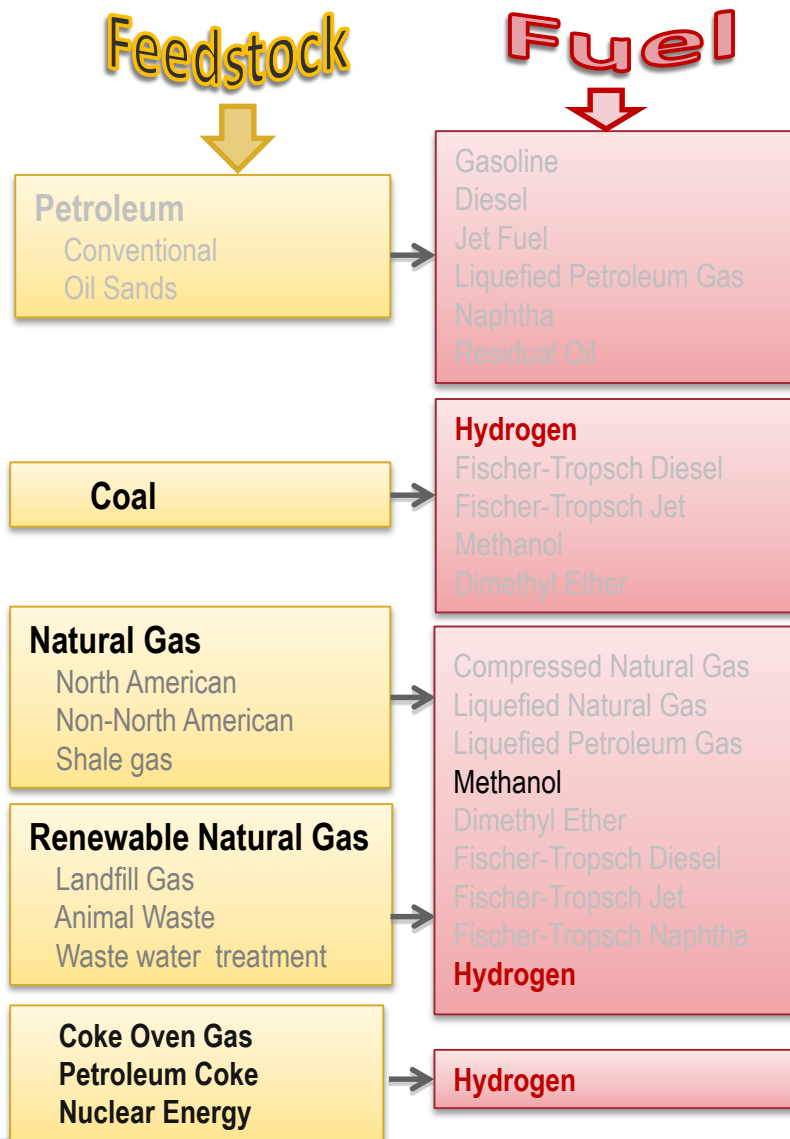 Feedstock
Fuel
Petroleum
Conventional
Oil Sands
Gasoline
Diesel
Jet Fuel
Liquefied Petroleum Gas
Naphtha
Residual Oil
Coal
Hydrogen
Fischer-Tropsch Diesel
Fischer-Tropsch Jet
Methanol
Dimethyl Ether
Natural Gas
North American
Non-North American
Shale gas
Renewable Natural Gas
Landfill Gas
Animal Waste
Waste water treatment
Compressed Natural Gas
Liquefied Natural Gas
Liquefied Petroleum Gas
Methanol
Dimethyl Ether
Fischer-Tropsch Diesel
Fischer-Tropsch Jet
Fischer-Tropsch Naphtha
Hydrogen
Coke Oven Gas
Petroleum Coke
Nuclear Energy
Hydrogen